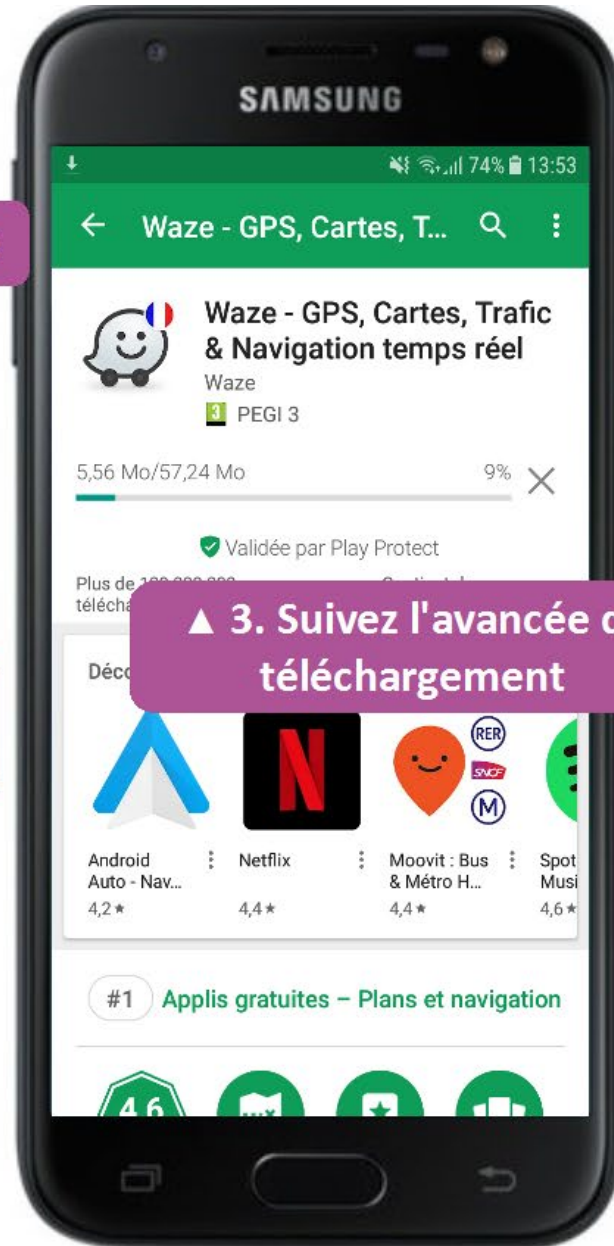 SAMSUNG
74% 13:53
Waze - GPS, Cartes, T...
Waze - GPS, Cartes, Trafic
& Navigation temps réel
Waze
3 PEGI 3
5,56 Mo/57,24 Mo 9%
Validée par Play Protect
Plus de
▲ 3. Suivez l'avancée
téléchargement
RER
SNCF
M
N
Android
Auto - Nav...
4,2★
Netflix
4,4★
Moovit : Bus
& Métro H...
4,4★
Spot
Musi
4,6★
#1 Applis gratuites – Plans et navigation
4,6